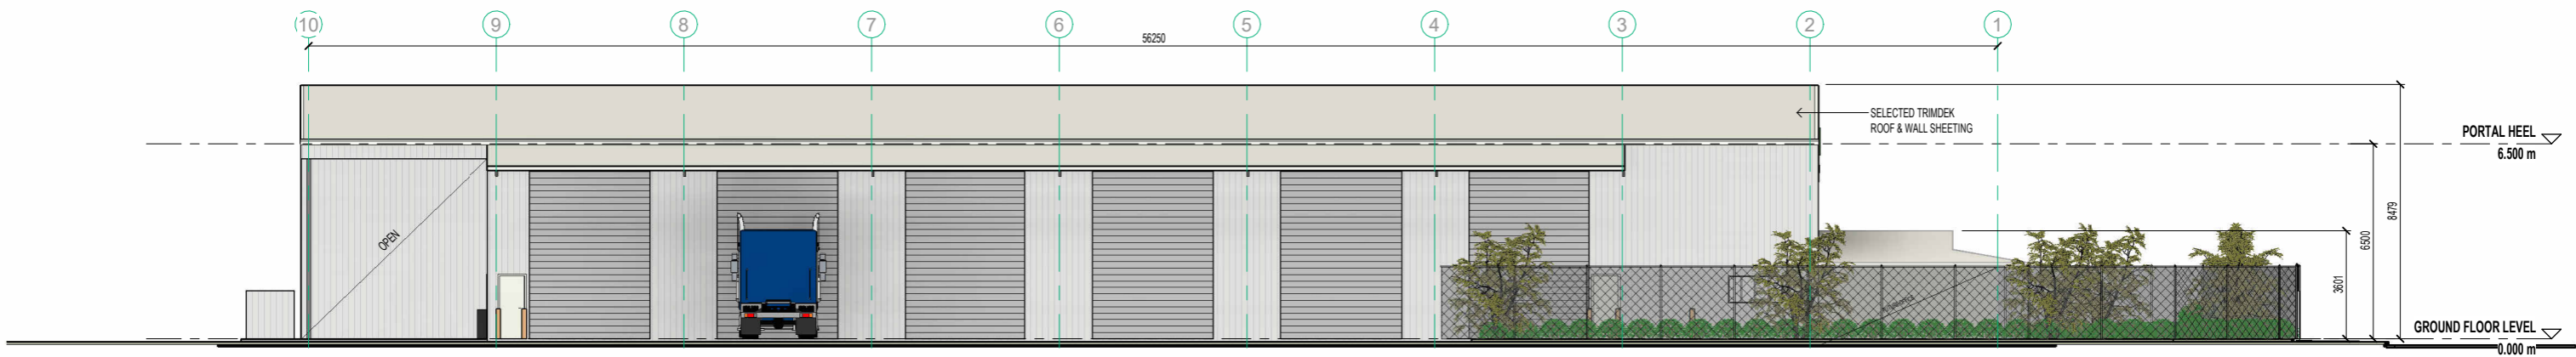 10 9 8 7 6 5 4 3 2 1
56250
SELECTED TRIMDEK
ROOF & WALL SHEETING
PORTAL HEEL
6.500 m
8479
6500
OPEN
3601
GROUND FLOOR LEVEL
0.000 m